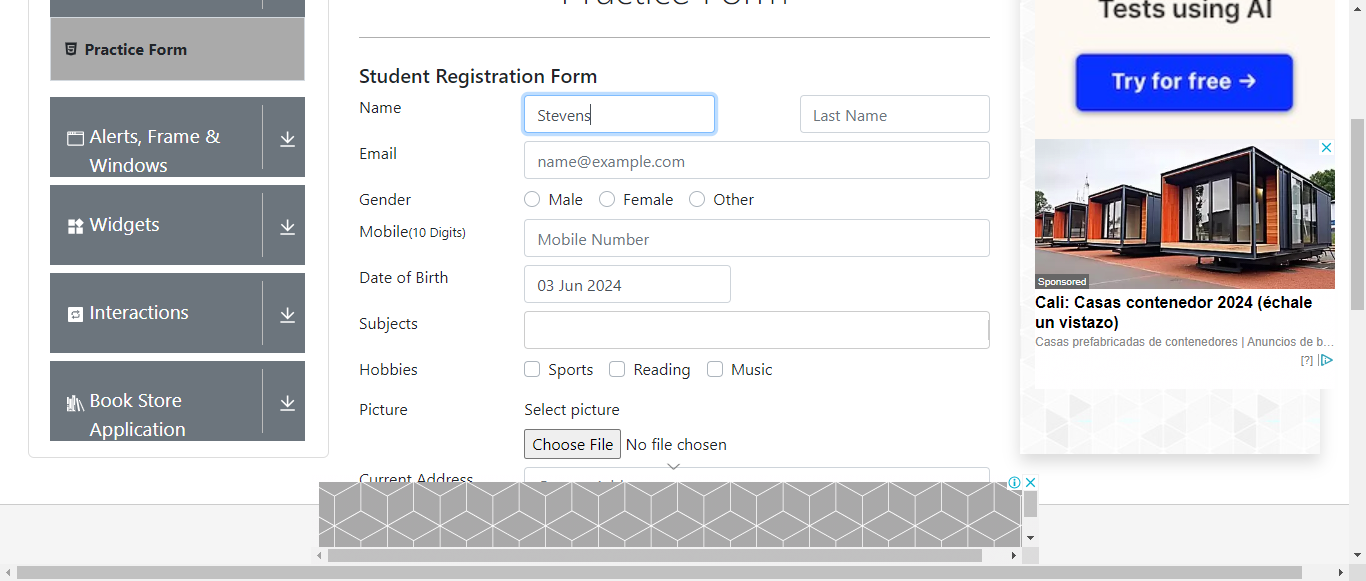 Practice Form
Practice Form
Alerts, Frame &
Windows
Widgets
Interactions
Book Store
Application
Student Registration Form
Name
Stevens
Last Name
Email
name@example.com
Gender
Male
Female
Other
Mobile(10 Digits)
Mobile Number
Date of Birth
03 Jun 2024
Subjects
Hobbies
Sports
Reading
Music
Picture
Select picture
Choose File
No file chosen
Current Address
Tests using AI
Try for free →
Sponsored
Cali: Casas contenedor 2024 (échale
un vistazo)
Casas prefabricadas de contenedores | Anuncios de b...
[?]